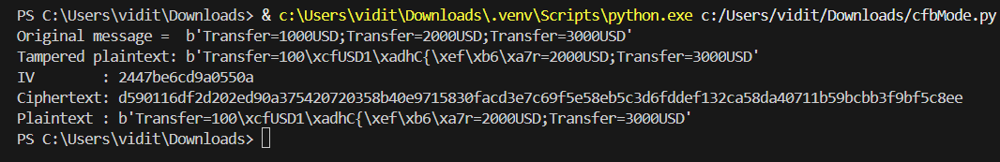 PS C:\Users\vidit\Downloads> & c:\Users\vidit\Downloads\.venv\Scripts\python.exe c:/Users/vidit/Downloads/cfbMode.py
Original message =  b'Transfer=1000USD;Transfer=2000USD;Transfer=3000USD'
Tampered plaintext: b'Transfer=100\xcfUSD1\xadhC{\xef\xb6\xa7r=2000USD;Transfer=3000USD'
IV        : 2447be6cd9a0550a
Ciphertext: d590116df2d202ed90a375420720358b40e9715830facd3e7c69f5e58eb5c3d6fddef132ca58da40711b59bcbb3f9bf5c8ee
Plaintext : b'Transfer=100\xcfUSD1\xadhC{\xef\xb6\xa7r=2000USD;Transfer=3000USD'
PS C:\Users\vidit\Downloads>